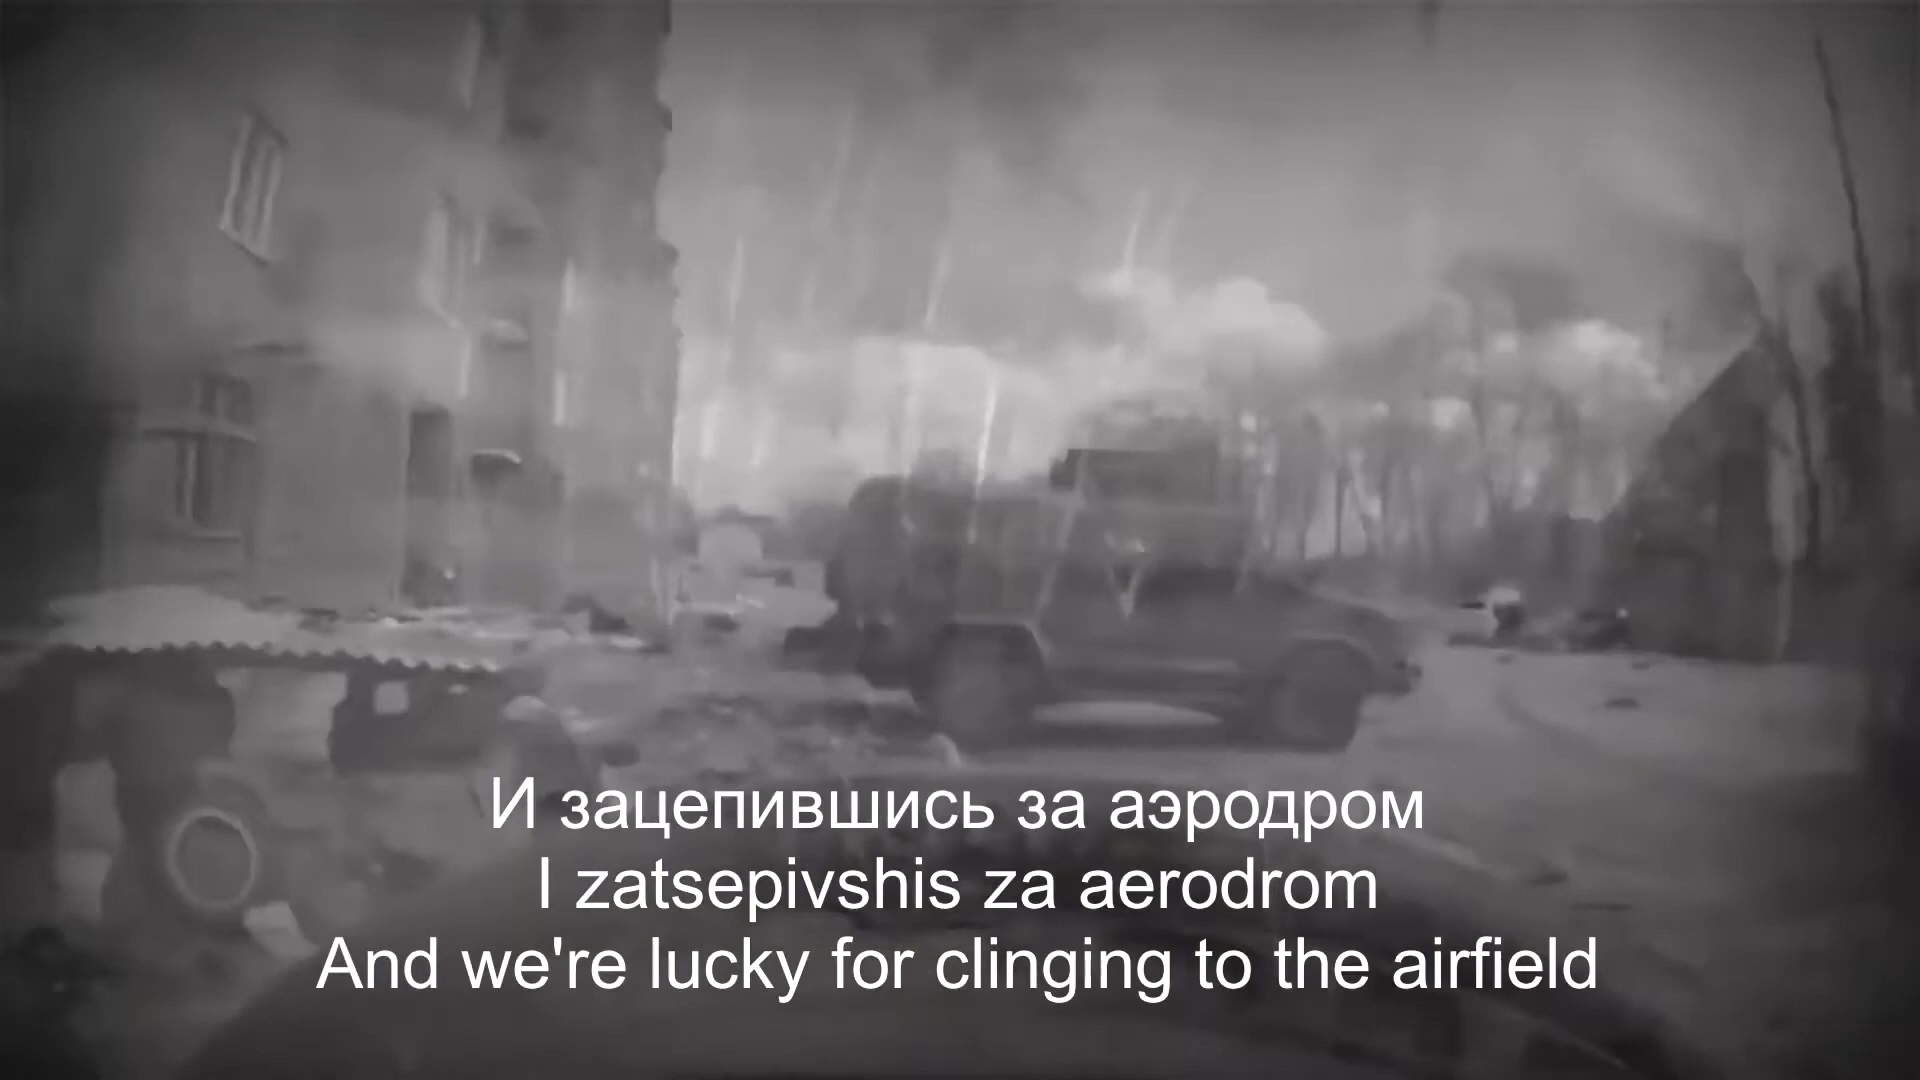 И зацепившись за аэродром
I zatsepivshis za aerodrom
And we're lucky for clinging to the airfield